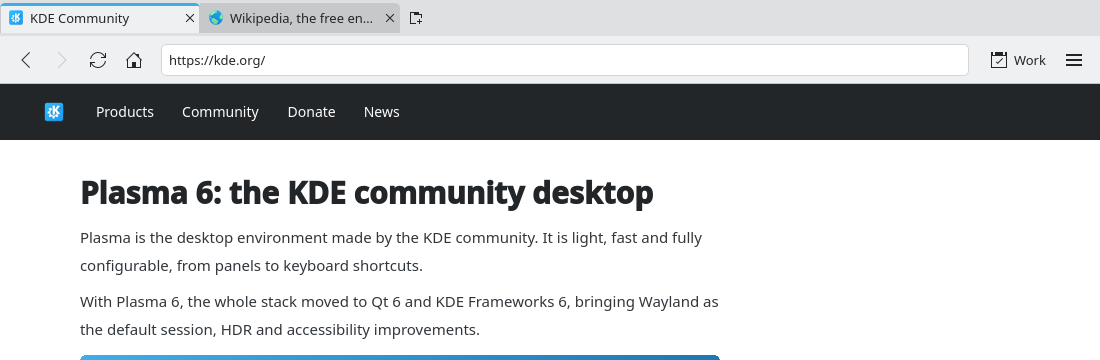 KDE Community
Wikipedia, the free en...
https://kde.org/
Work
Products Community Donate News
Plasma 6: the KDE community desktop
Plasma is the desktop environment made by the KDE community. It is light, fast and fully
configurable, from panels to keyboard shortcuts.
With Plasma 6, the whole stack moved to Qt 6 and KDE Frameworks 6, bringing Wayland as
the default session, HDR and accessibility improvements.